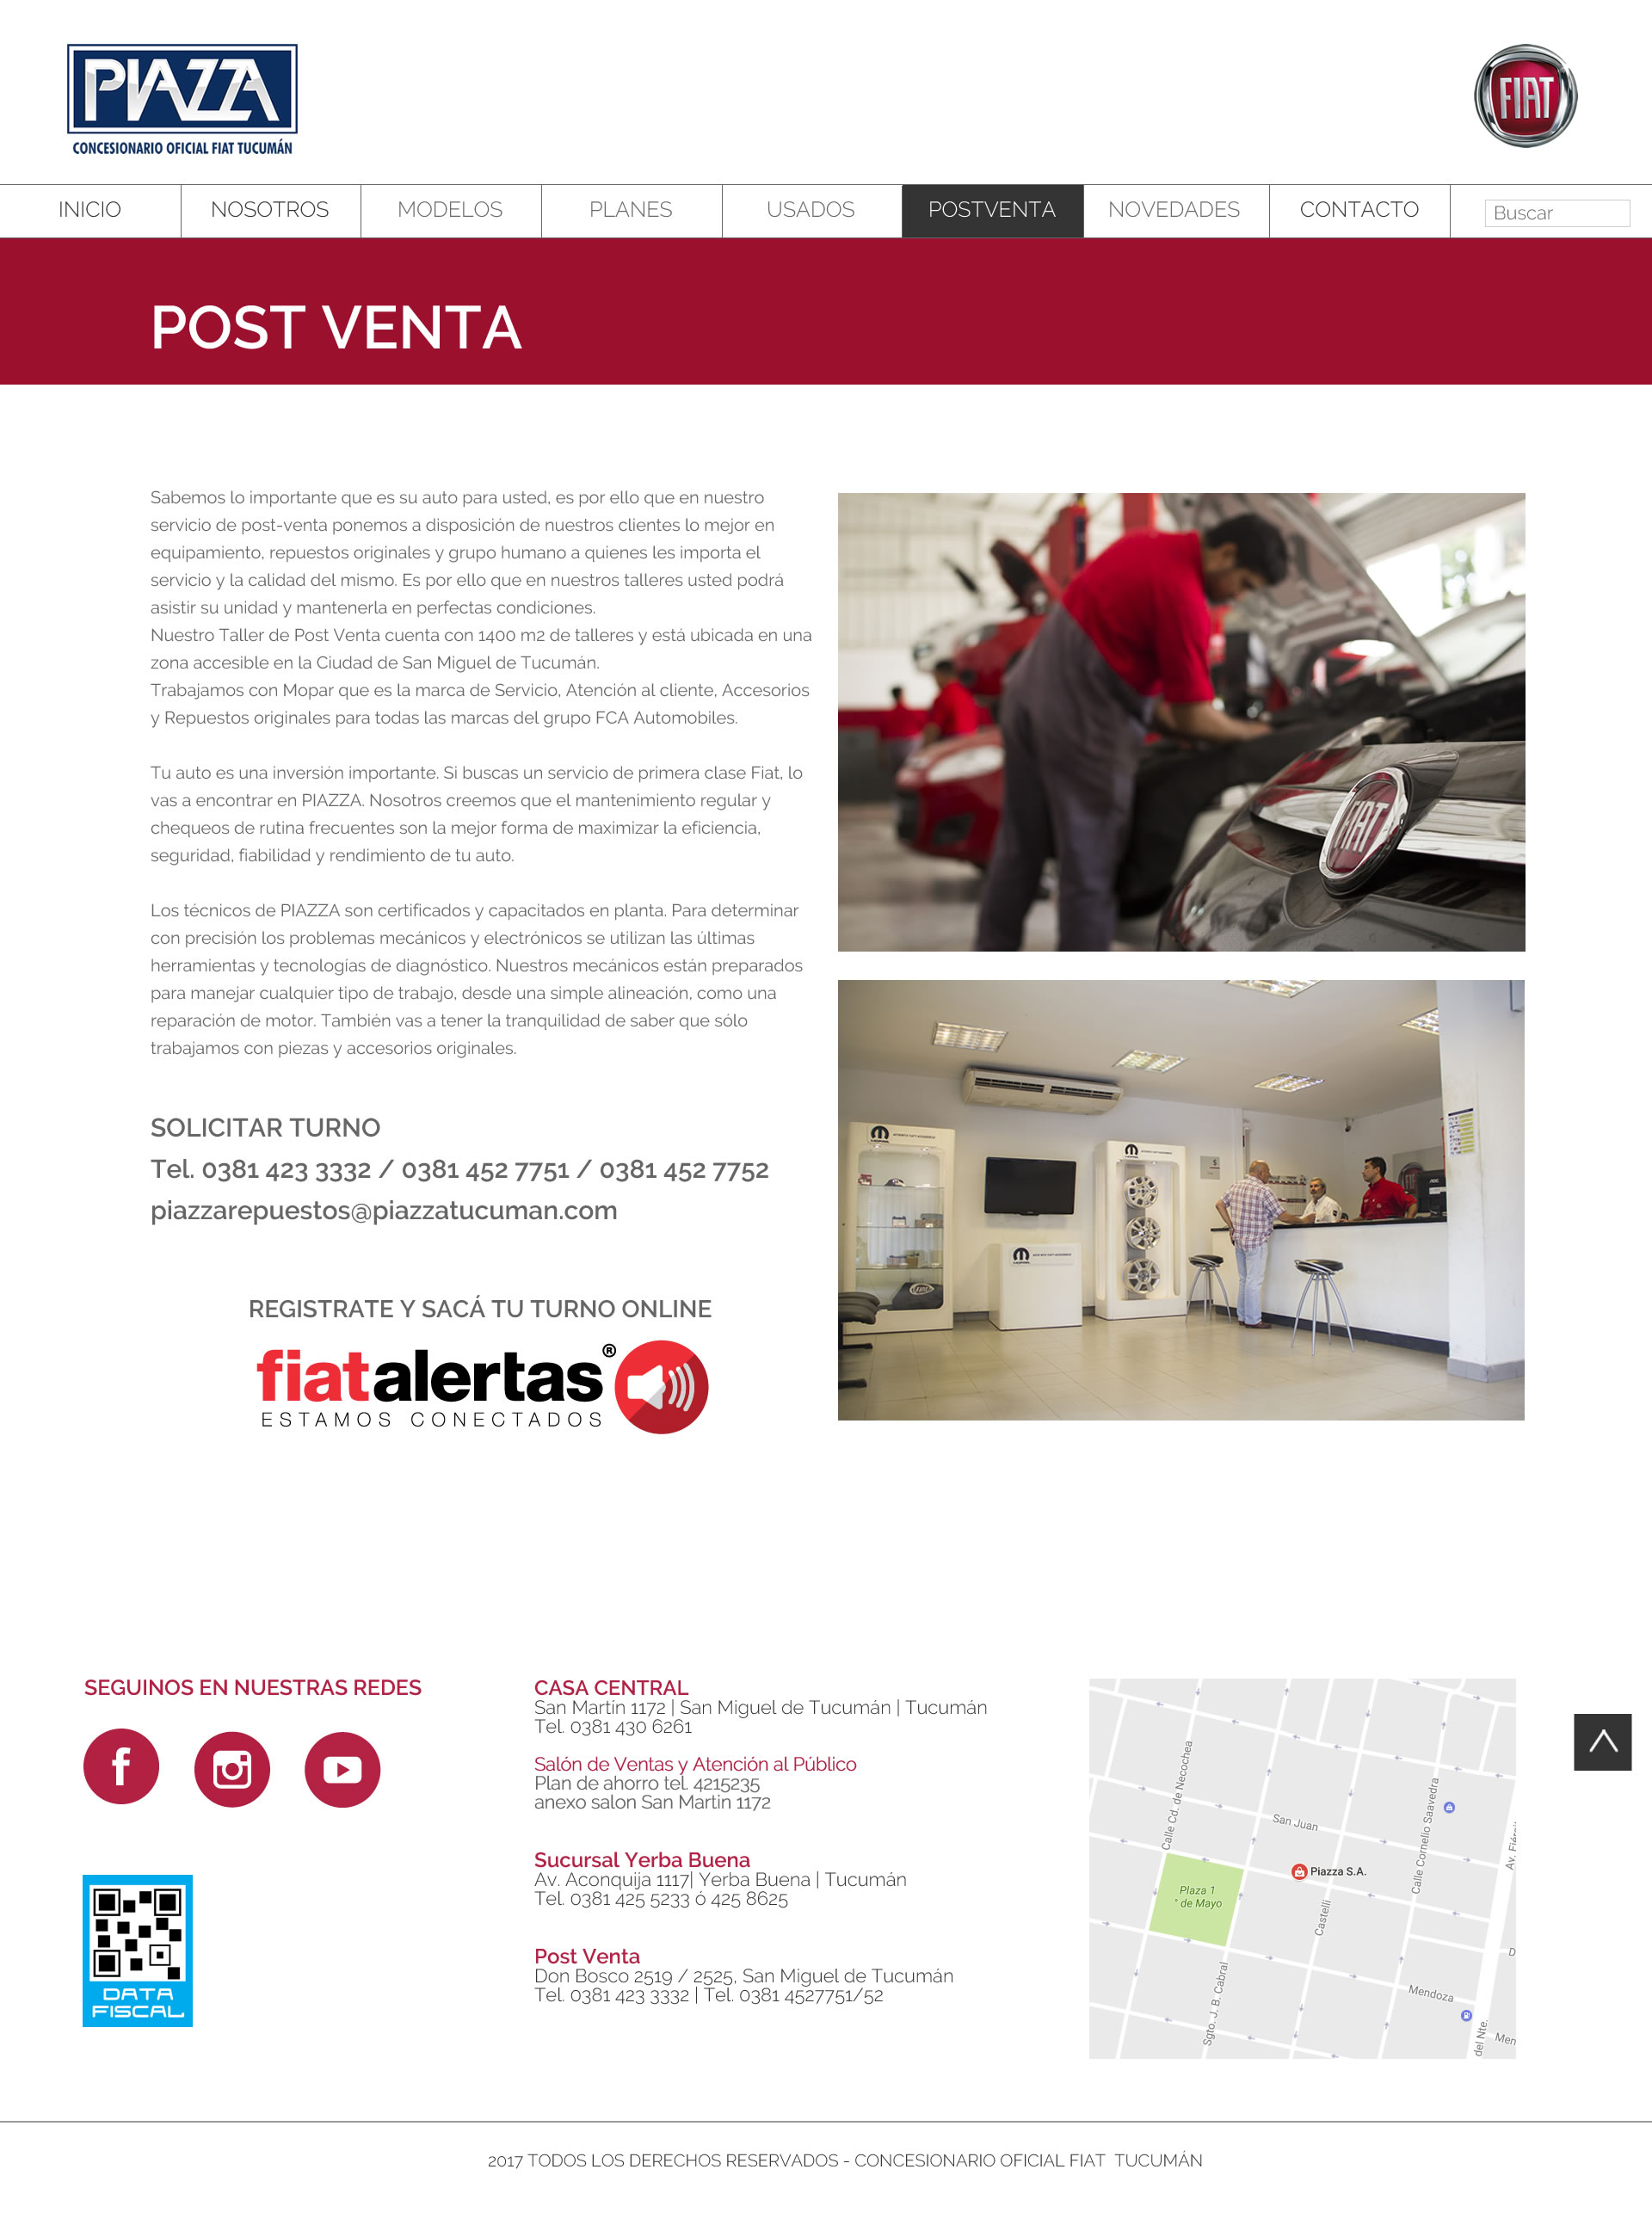 PIAZZA
CONCESIONARIO OFICIAL FIAT TUCUMÁN
FIAT
INICIO
NOSOTROS
MODELOS
PLANES
USADOS
POSTVENTA
NOVEDADES
CONTACTO
Buscar
POST VENTA
Sabemos lo importante que es su auto para usted, es por ello que en nuestro
servicio de post-venta ponemos a disposición de nuestros clientes lo mejor en
equipamiento, repuestos originales y grupo humano a quienes les importa el
servicio y la calidad del mismo. Es por ello que en nuestros talleres usted podrá
asistir su unidad y mantenerla en perfectas condiciones.
Nuestro Taller de Post Venta cuenta con 1400 m2 de talleres y está ubicada en una
zona accesible en la Ciudad de San Miguel de Tucumán.
Trabajamos con Mopar que es la marca de Servicio, Atención al cliente, Accesorios
y Repuestos originales para todas las marcas del grupo FCA Automobiles.
Tu auto es una inversión importante. Si buscas un servicio de primera clase Fiat, lo
vas a encontrar en PIAZZA. Nosotros creemos que el mantenimiento regular y
chequeos de rutina frecuentes son la mejor forma de maximizar la eficiencia,
seguridad, fiabilidad y rendimiento de tu auto.
Los técnicos de PIAZZA son certificados y capacitados en planta. Para determinar
con precisión los problemas mecánicos y electrónicos se utilizan las últimas
herramientas y tecnologías de diagnóstico. Nuestros mecánicos están preparados
para manejar cualquier tipo de trabajo, desde una simple alineación, como una
reparación de motor. También vas a tener la tranquilidad de saber que sólo
trabajamos con piezas y accesorios originales.
SOLICITAR TURNO
Tel. 0381 423 3332 / 0381 452 7751 / 0381 452 7752
piazzarepuestos@piazzatucuman.com
REGISTRATE Y SACÁ TU TURNO ONLINE
fiatalertas®
ESTAMOS CONECTADOS
FIAT
MOPAR
MOPAR
MOPAR
SEGUINOS EN NUESTRAS REDES
DATA
FISCAL
CASA CENTRAL
San Martín 1172 | San Miguel de Tucumán | Tucumán
Tel. 0381 430 6261
Salón de Ventas y Atención al Público
Plan de ahorro tel. 4215235
anexo salon San Martin 1172
Sucursal Yerba Buena
Av. Aconquija 1117| Yerba Buena | Tucumán
Tel. 0381 425 5233 ó 425 8625
Post Venta
Don Bosco 2519 / 2525, San Miguel de Tucumán
Tel. 0381 423 3332 | Tel. 0381 4527751/52
Calle Cd. de Necochea
San Juan
Calle Cornelio Saavedra
Piazza S.A.
Plaza 1
° de Mayo
Castelli
Sgto. J. B. Cabral
Mendoza
D
Men
del Nte.
2017 TODOS LOS DERECHOS RESERVADOS - CONCESIONARIO OFICIAL FIAT TUCUMÁN